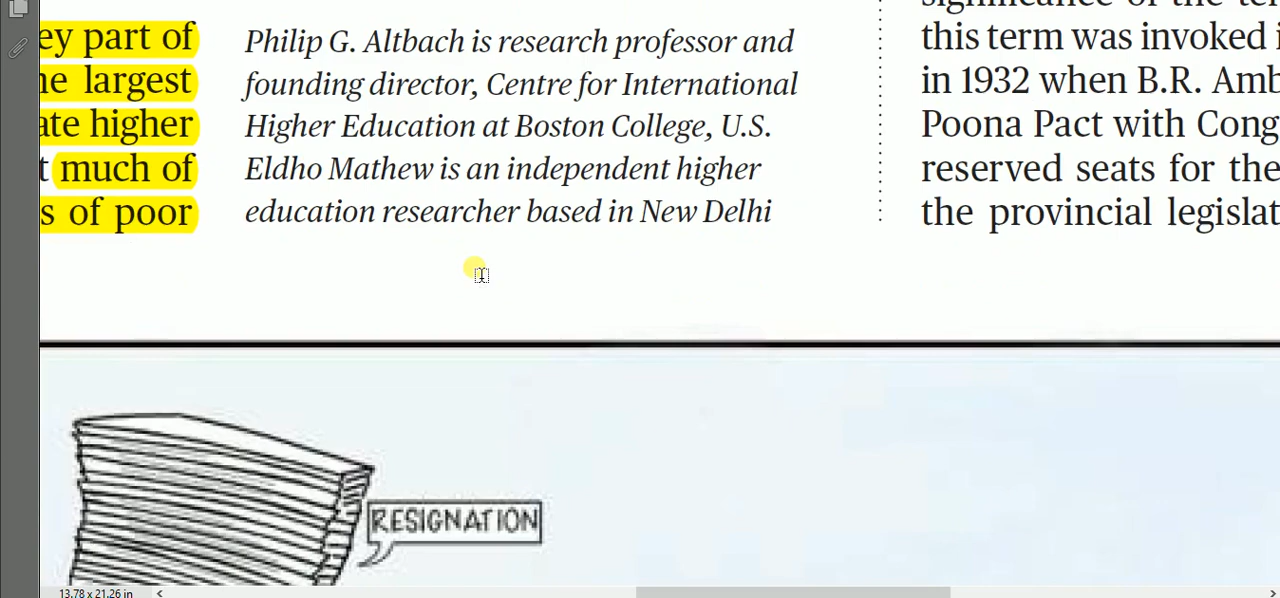 ey part of
he largest
ate higher
t much of
s of poor
Philip G. Altbach is research professor and
founding director, Centre for International
Higher Education at Boston College, U.S.
Eldho Mathew is an independent higher
education researcher based in New Delhi
this term was invoked i
in 1932 when B.R. Amb
Poona Pact with Cong
reserved seats for the
the provincial legislat
RESIGNATION
13.78 x 21.26 in